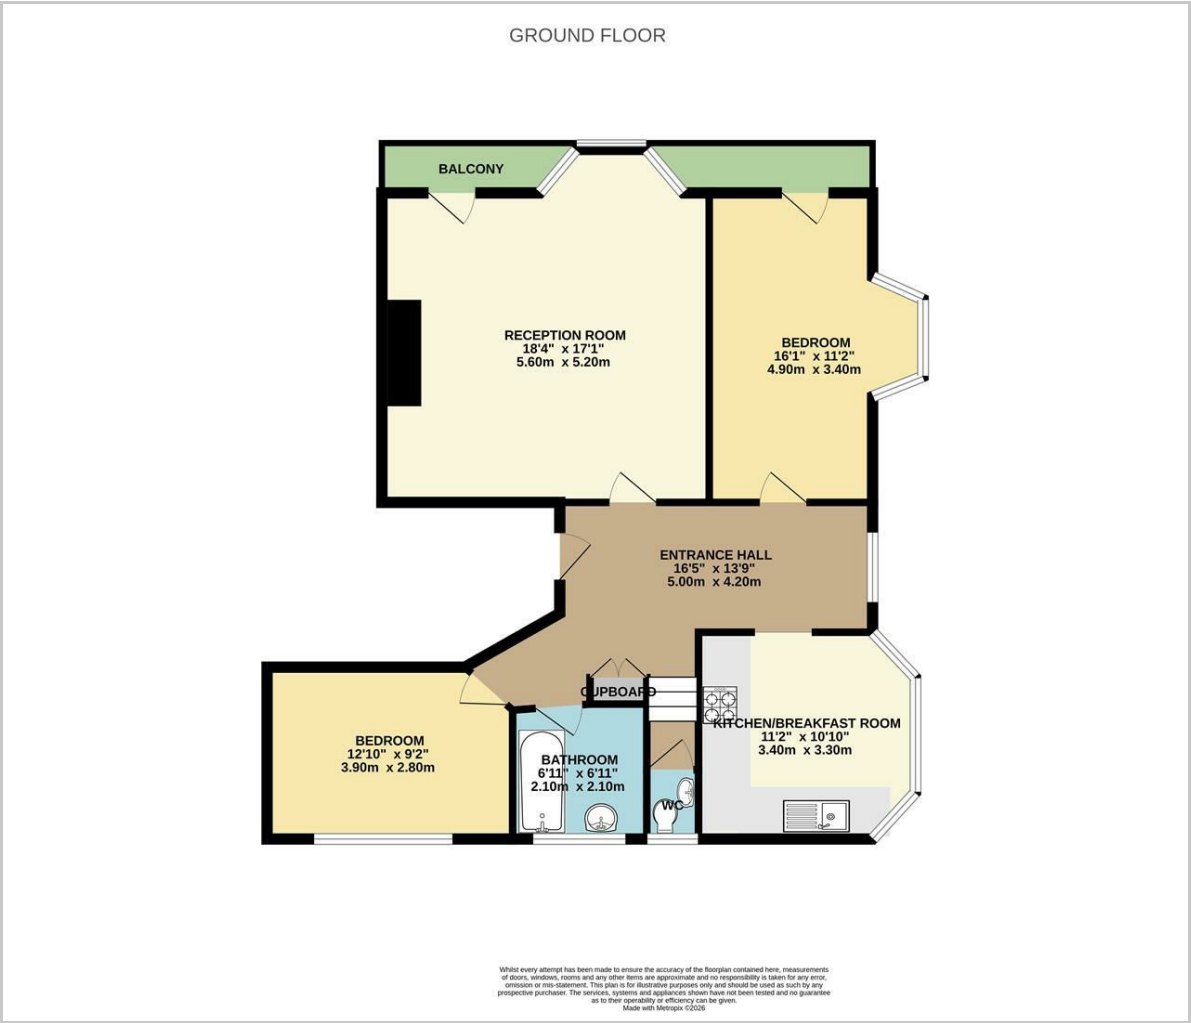 GROUND FLOOR
BALCONY
RECEPTION ROOM
18'4" x 17'1"
5.60m x 5.20m
BEDROOM
16'1" x 11'2"
4.90m x 3.40m
ENTRANCE HALL
16'5" x 13'9"
5.00m x 4.20m
CUPBOARD
KITCHEN/BREAKFAST ROOM
11'2" x 10'10"
3.40m x 3.30m
BEDROOM
12'10" x 9'2"
3.90m x 2.80m
BATHROOM
6'11" x 6'11"
2.10m x 2.10m
WC
Whilst every attempt has been made to ensure the accuracy of the floorplan contained here, measurements
of doors, windows, rooms and any other items are approximate and no responsibility is taken for any error,
omission or mis-statement. This plan is for illustrative purposes only and should be used as such by any
prospective purchaser. The services, systems and appliances shown have not been tested and no guarantee
as to their operability or efficiency can be given.
Made with Metropix ©2026